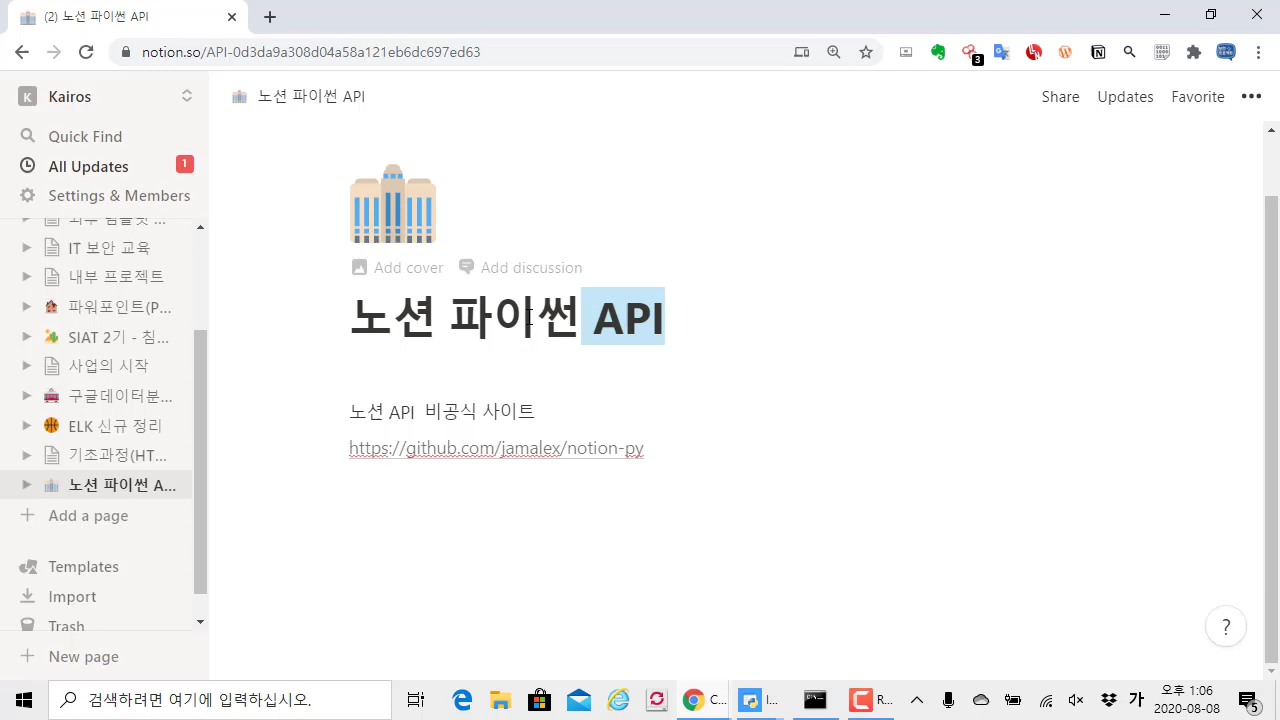 (2) 노션 파이썬 API
notion.so/API-0d3da9a308d04a58a121eb6dc697ed63
3
K Kairos
노션 파이썬 API
Share Updates Favorite •••
Quick Find
All Updates 1
Settings & Members
IT 보안 교육
내부 프로젝트
파워포인트(P...
SIAT 2기 - 침...
사업의 시작
구글데이터분...
ELK 신규 정리
기초과정(HT...
노션 파이썬 A...
Add a page
Templates
Import
Trash
New page
Add cover Add discussion
노션 파이썬 API
노션 API 비공식 사이트
https://github.com/jamalex/notion-py
?
검색하려면 여기에 입력하십시오.
C...
I...
R...
가
오후 1:06
2020-08-08
5